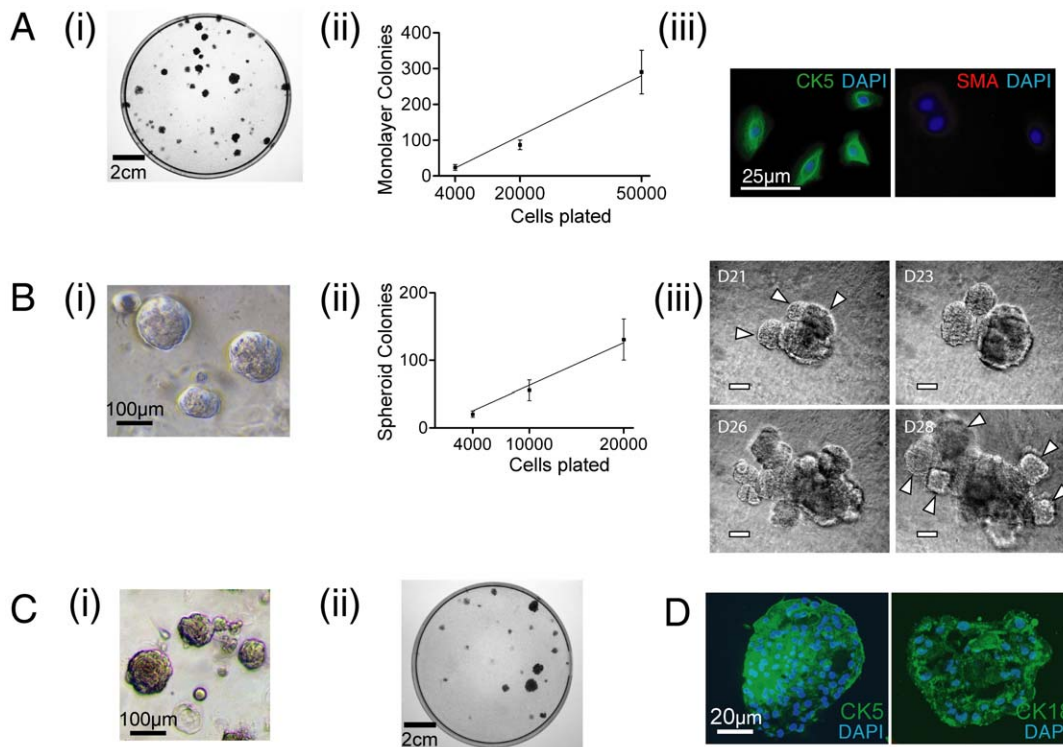 A (i)
2cm
(ii)
Monolayer Colonies
400
300
200
100
0
4000 20000 50000
Cells plated
(iii)
CK5 DAPI
SMA DAPI
25µm
B (i)
100µm
(ii)
Spheroid Colonies
200
100
0
4000 10000 20000
Cells plated
(iii)
D21
D23
D26
D28
C (i)
100µm
(ii)
2cm
D
20µm
CK5
DAPI
CK18
DAPI